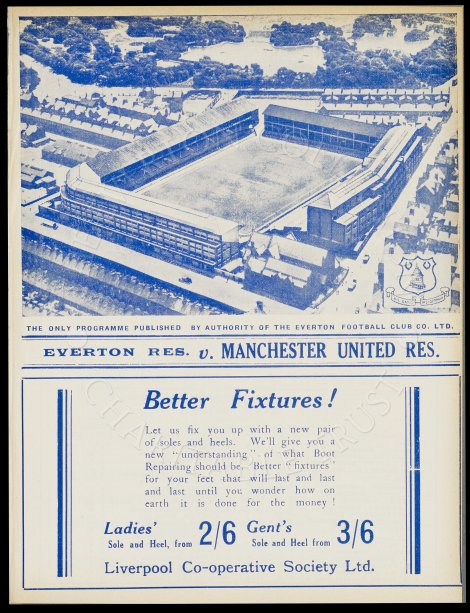 THE ONLY PROGRAMME PUBLISHED BY AUTHORITY OF THE EVERTON FOOTBALL CLUB CO. LTD.
EVERTON RES. v. MANCHESTER UNITED RES.
Better Fixtures!
Let us fix you up with a new pair
of soles and heels. We'll give you a
new "understanding" of what Boot
Repairing should be. Better "fixtures"
for your feet that will last and last
and last until you wonder how on
earth it is done for the money!
Ladies' 2/6 Gent's 3/6
Sole and Heel, from Sole and Heel from
Liverpool Co-operative Society Ltd.